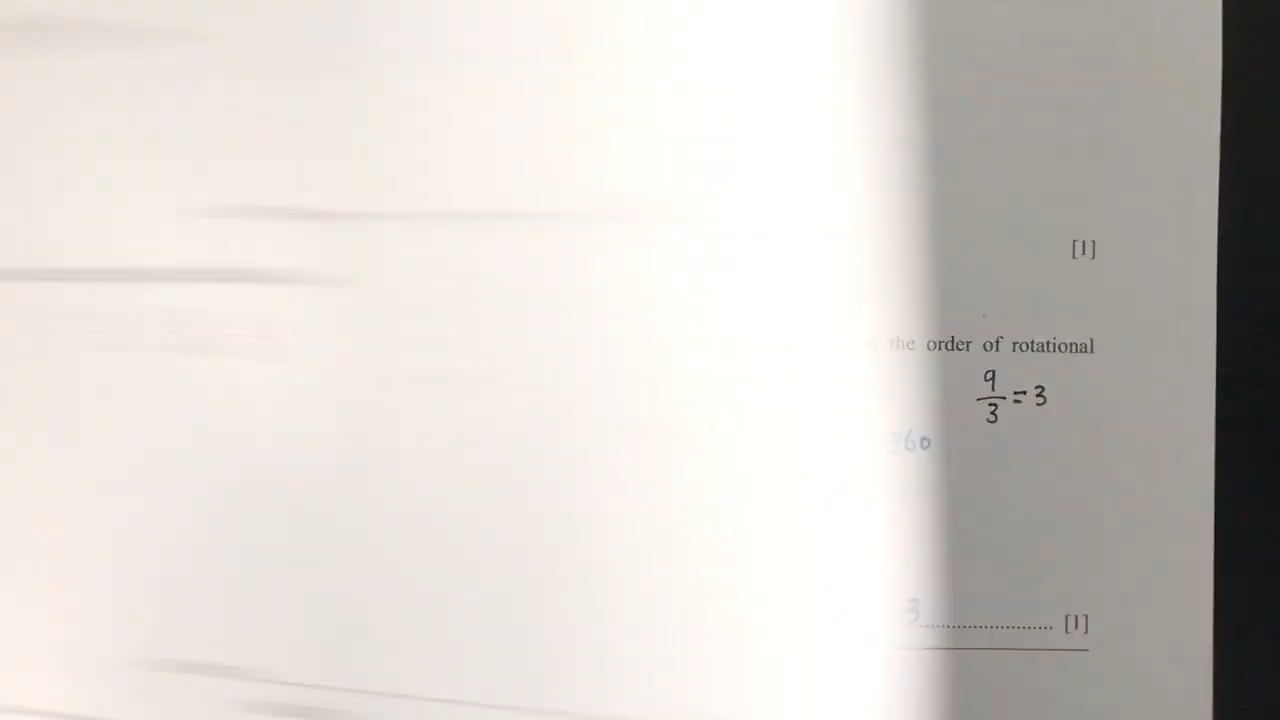 [1]
the order of rotational
9/3 = 3
360
3 ........................ [1]